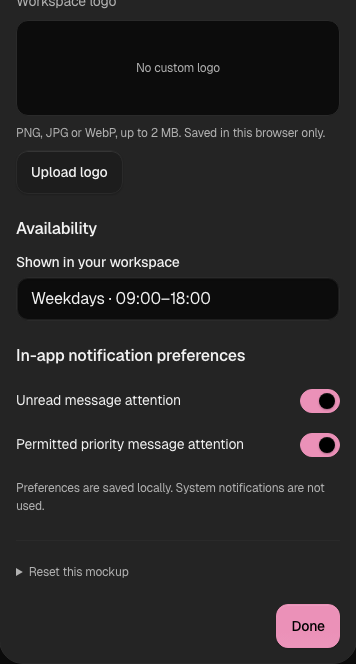 Workspace logo
No custom logo
PNG, JPG or WebP, up to 2 MB. Saved in this browser only.
Upload logo
Availability
Shown in your workspace
Weekdays · 09:00–18:00
In-app notification preferences
Unread message attention
Permitted priority message attention
Preferences are saved locally. System notifications are not
used.
Reset this mockup
Done